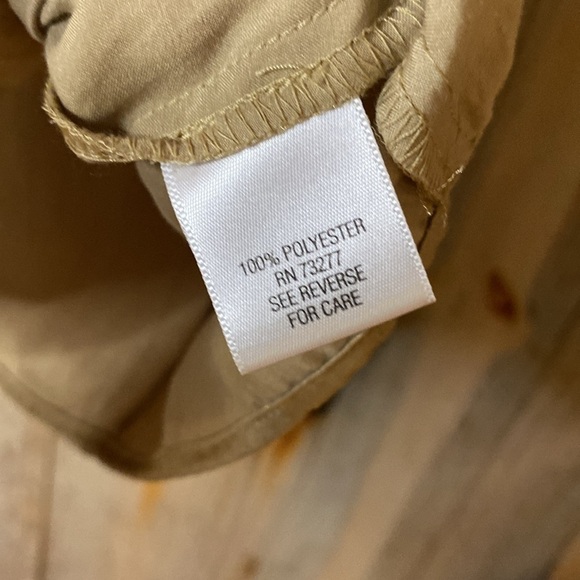 100% POLYESTER
RN 73277
SEE REVERSE
FOR CARE